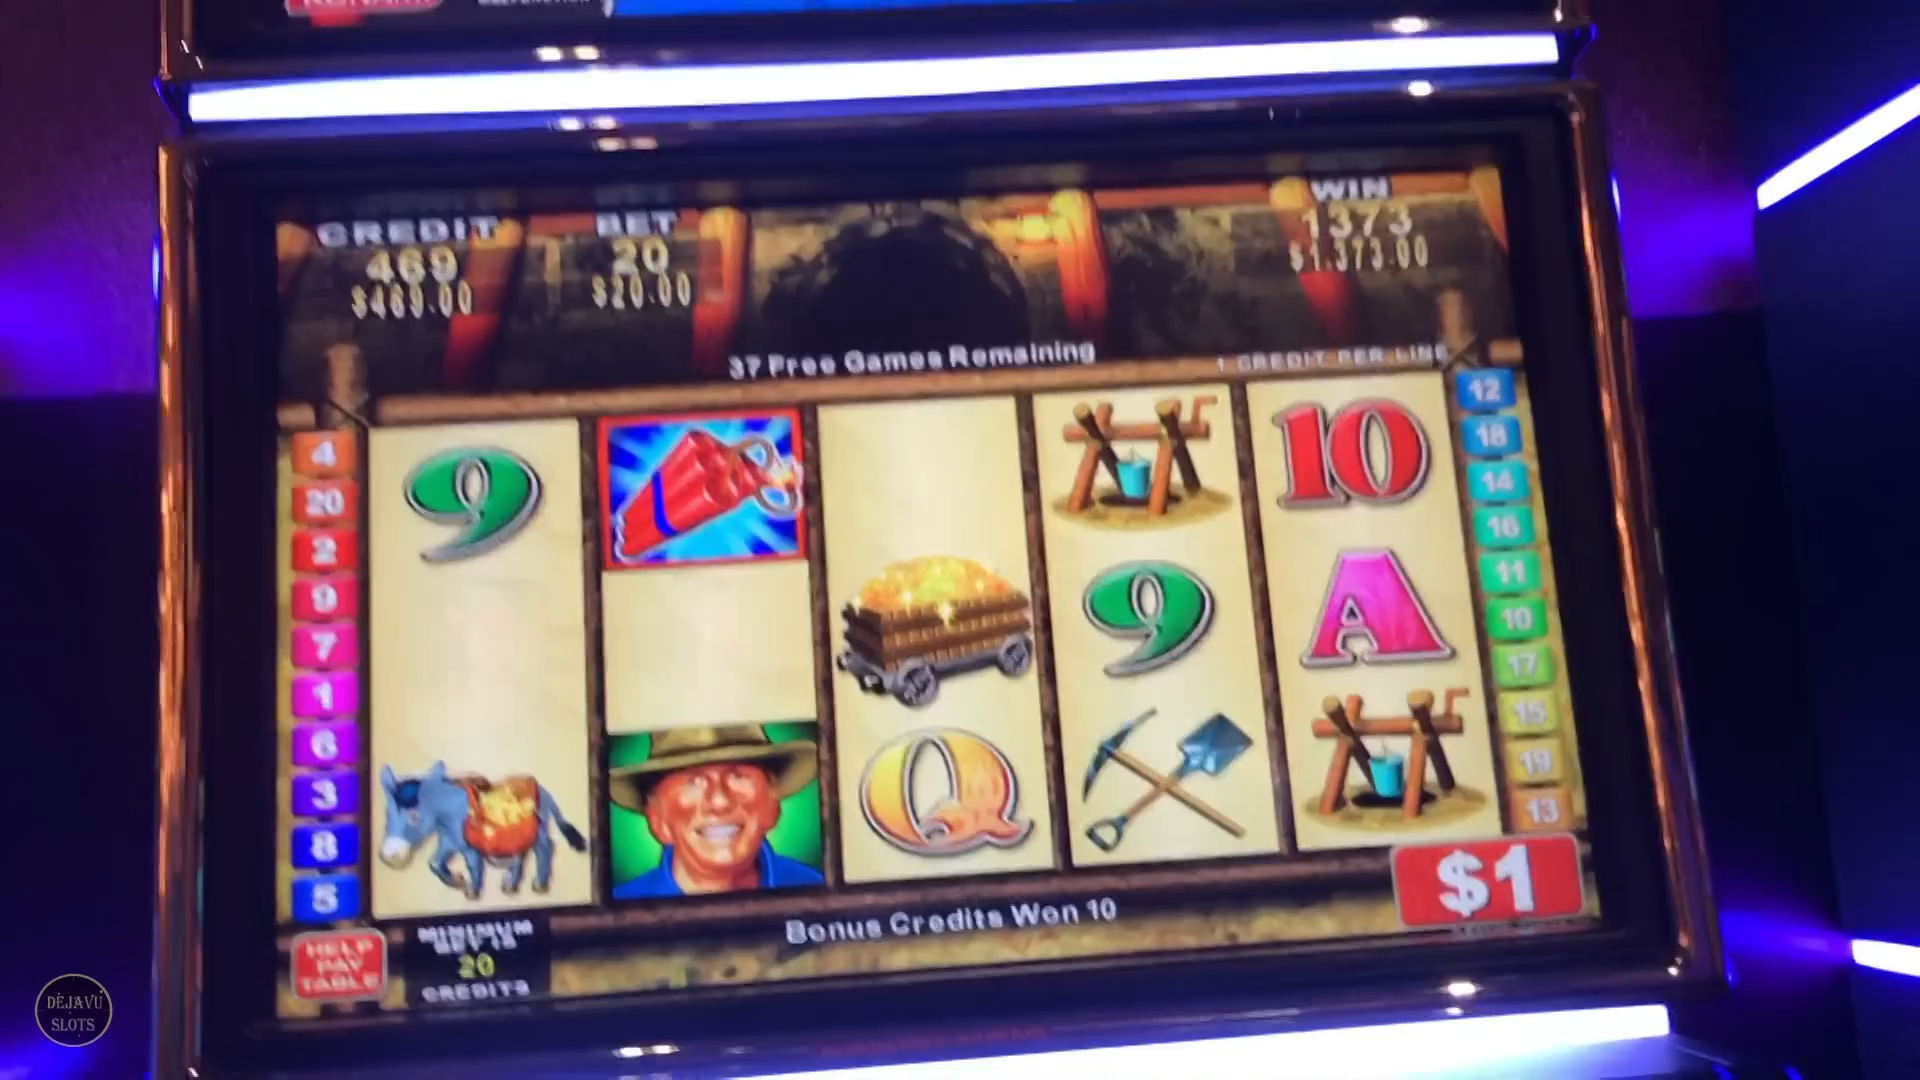 CREDIT
469
$469.00
BET
20
$20.00
WIN
1373
$1,373.00
37 Free Games Remaining
1 CREDIT PER LINE
4
20
2
9
7
1
6
3
8
5
9
10
9
A
Q
12
18
14
16
11
10
17
15
19
13
$1
Bonus Credits Won 10
HELP
PAY
TABLE
MINIMUM
BET IS
20
CREDITS
DÉJAVÚ
SLOTS